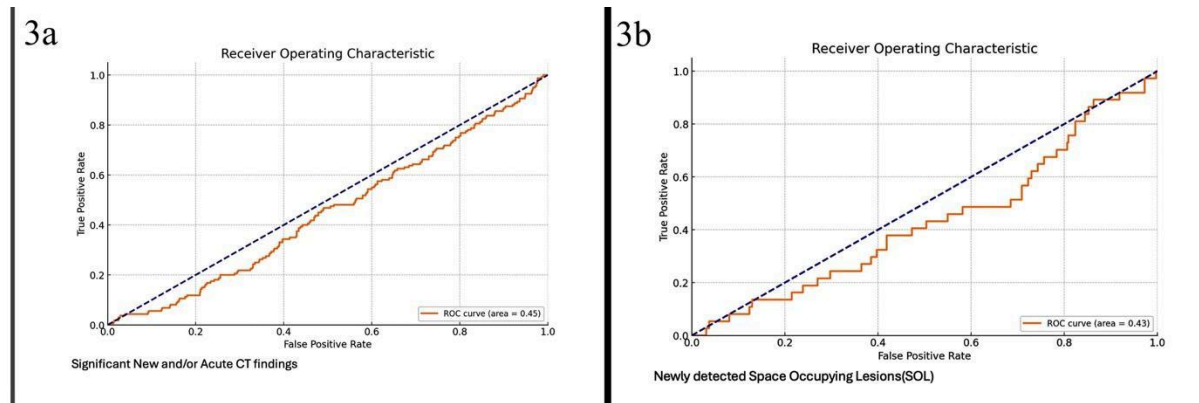 3a
Receiver Operating Characteristic
1.0
0.8
0.6
0.4
0.2
0.0
True Positive Rate
0.0 0.2 0.4 0.6 0.8 1.0
False Positive Rate
ROC curve (area = 0.45)
Significant New and/or Acute CT findings
3b
Receiver Operating Characteristic
1.0
0.8
0.6
0.4
0.2
0.0
True Positive Rate
0.0 0.2 0.4 0.6 0.8 1.0
False Positive Rate
ROC curve (area = 0.43)
Newly detected Space Occupying Lesions(SOL)